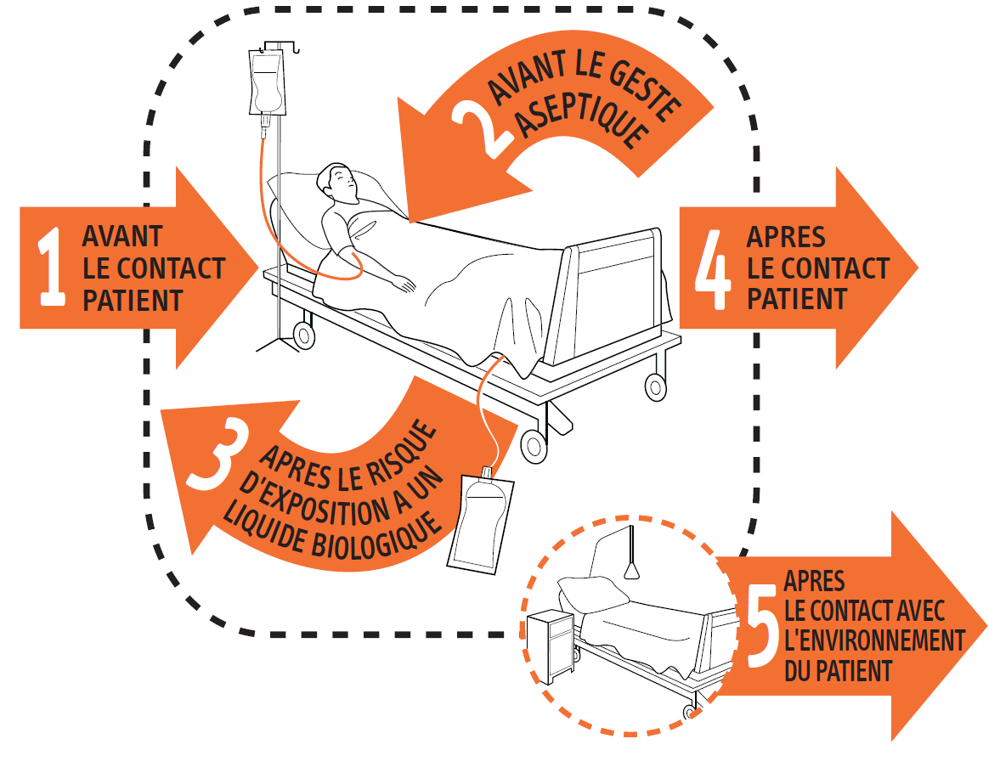 1
AVANT
LE CONTACT
PATIENT
2
AVANT LE GESTE
ASEPTIQUE
3
APRES LE RISQUE
D'EXPOSITION A UN
LIQUIDE BIOLOGIQUE
4
APRES
LE CONTACT
PATIENT
5
APRES
LE CONTACT AVEC
L'ENVIRONNEMENT
DU PATIENT